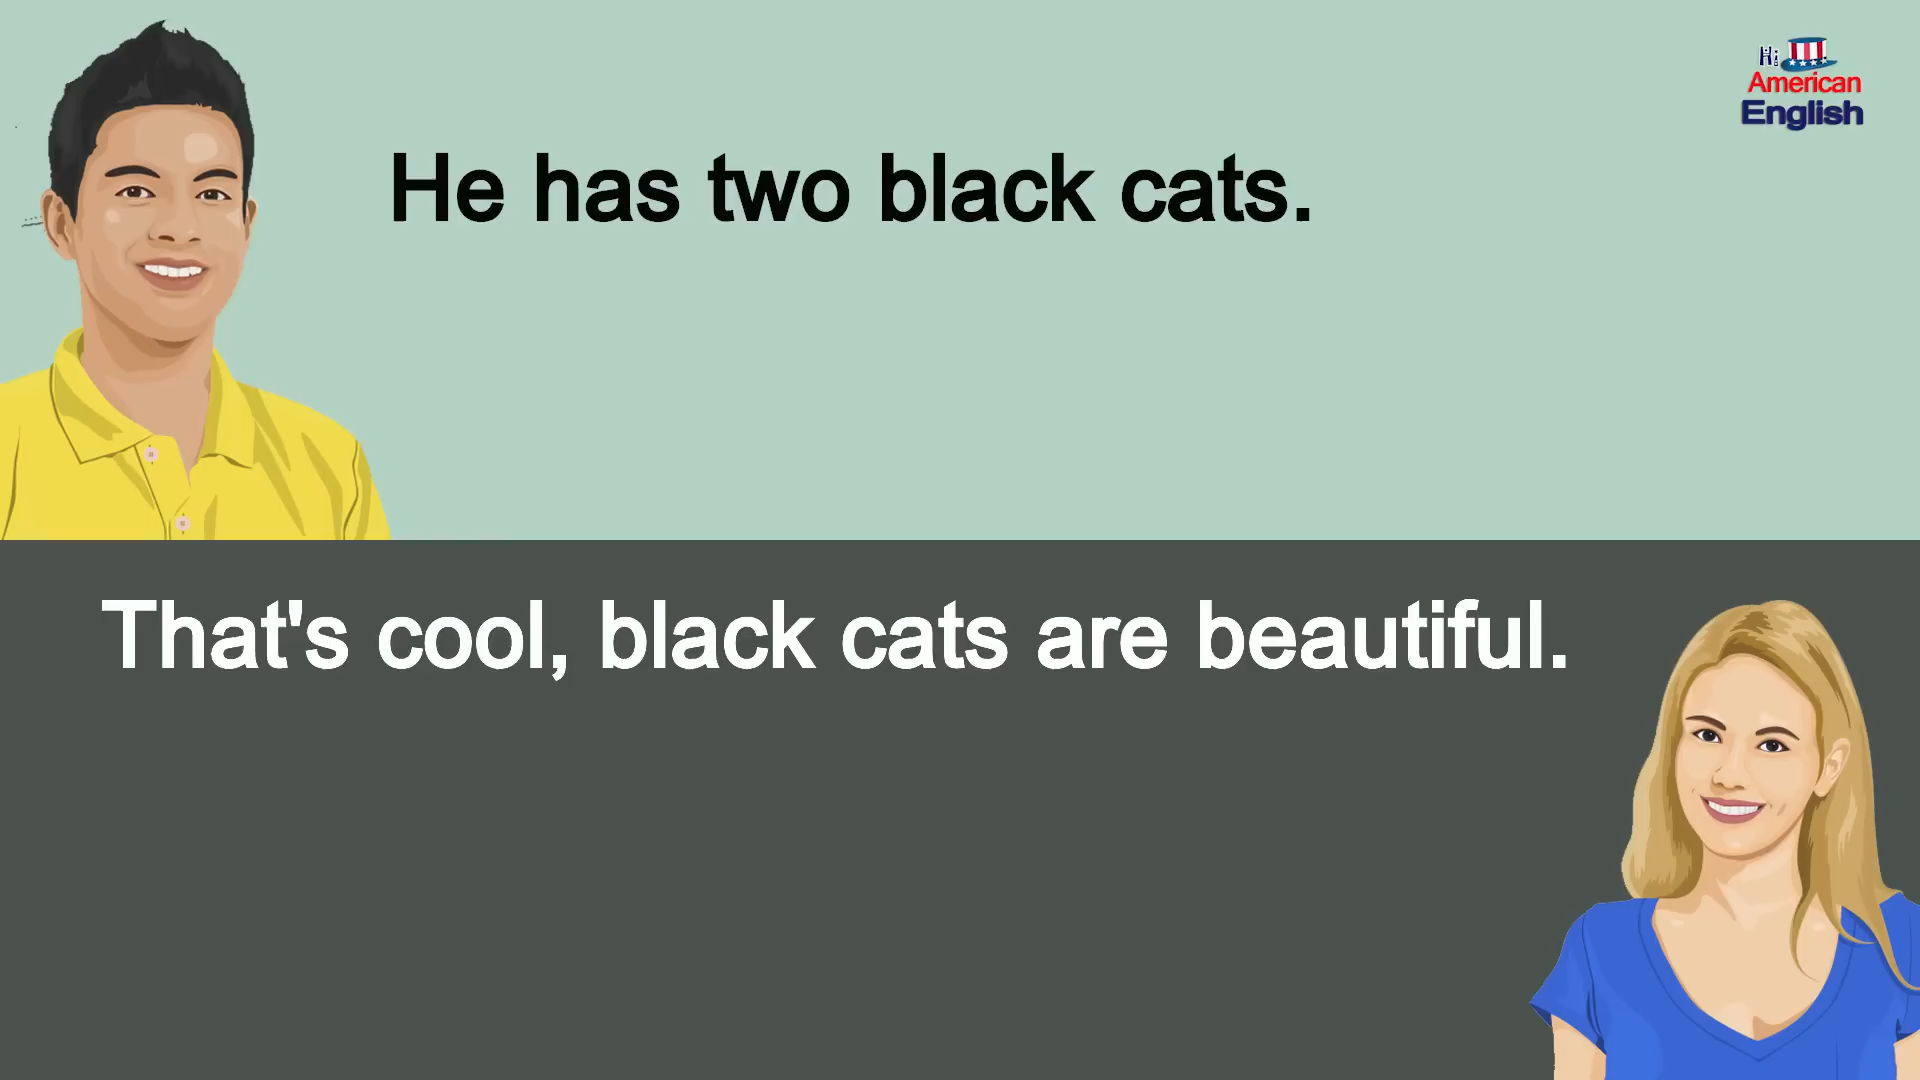 Hi
American
English
He has two black cats.
That's cool, black cats are beautiful.